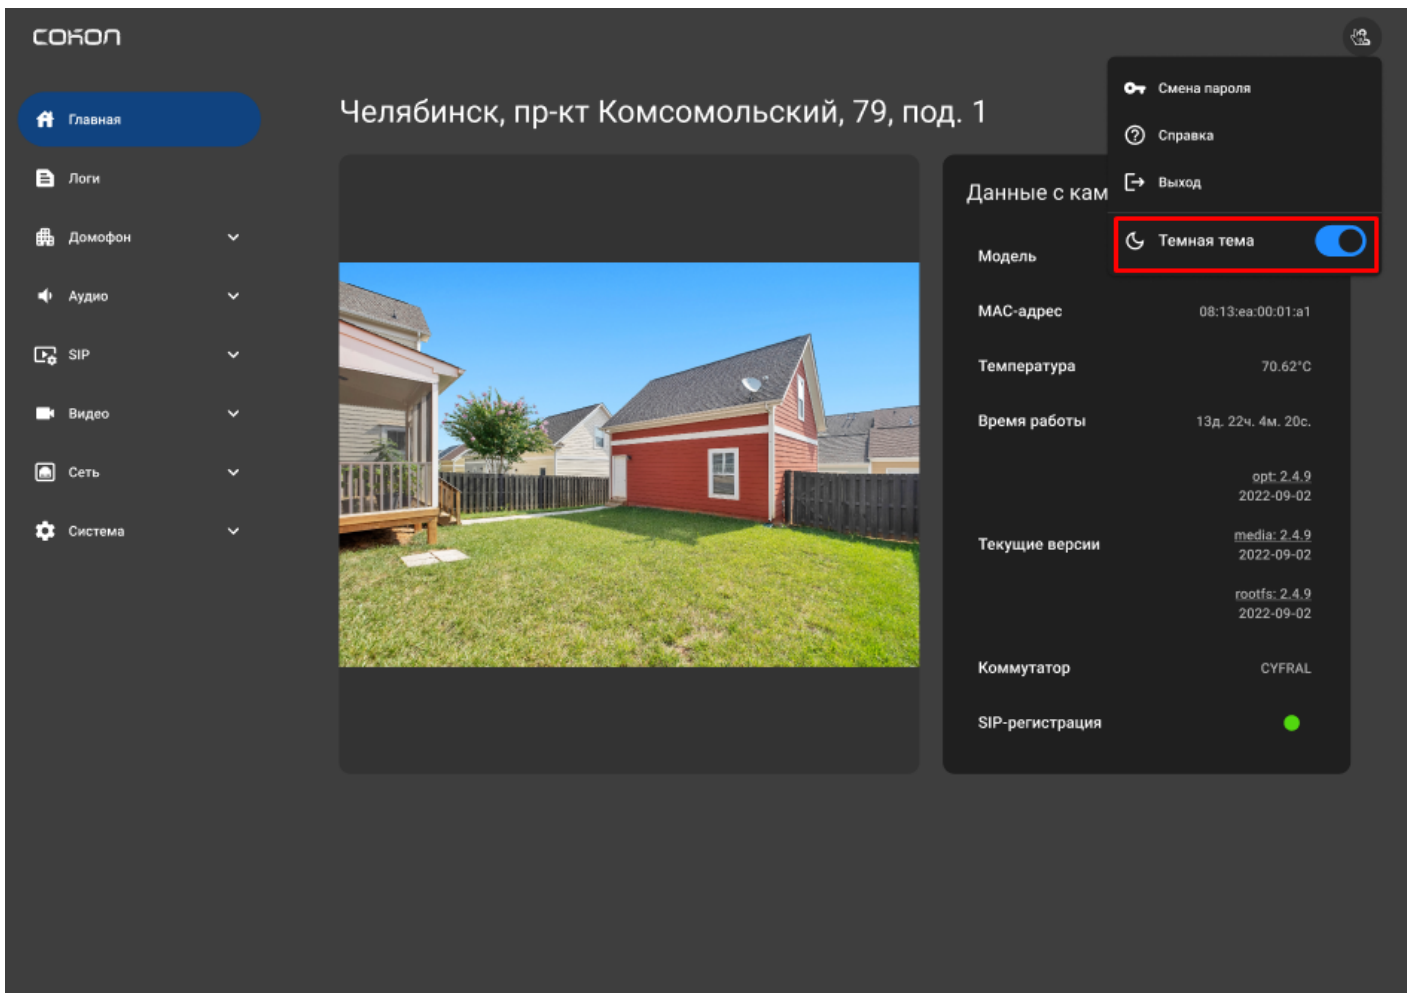 СОКОЛ
Смена пароля
Справка
Выход
Темная тема
Главная
Логи
Домофон
Аудио
SIP
Видео
Сеть
Система
Челябинск, пр-кт Комсомольский, 79, под. 1
Данные с кам
Модель
MAC-адрес 08:13:ea:00:01:a1
Температура 70.62°C
Время работы 13д. 22ч. 4м. 20с.
Текущие версии
opt: 2.4.9
2022-09-02
media: 2.4.9
2022-09-02
rootfs: 2.4.9
2022-09-02
Коммутатор CYFRAL
SIP-регистрация